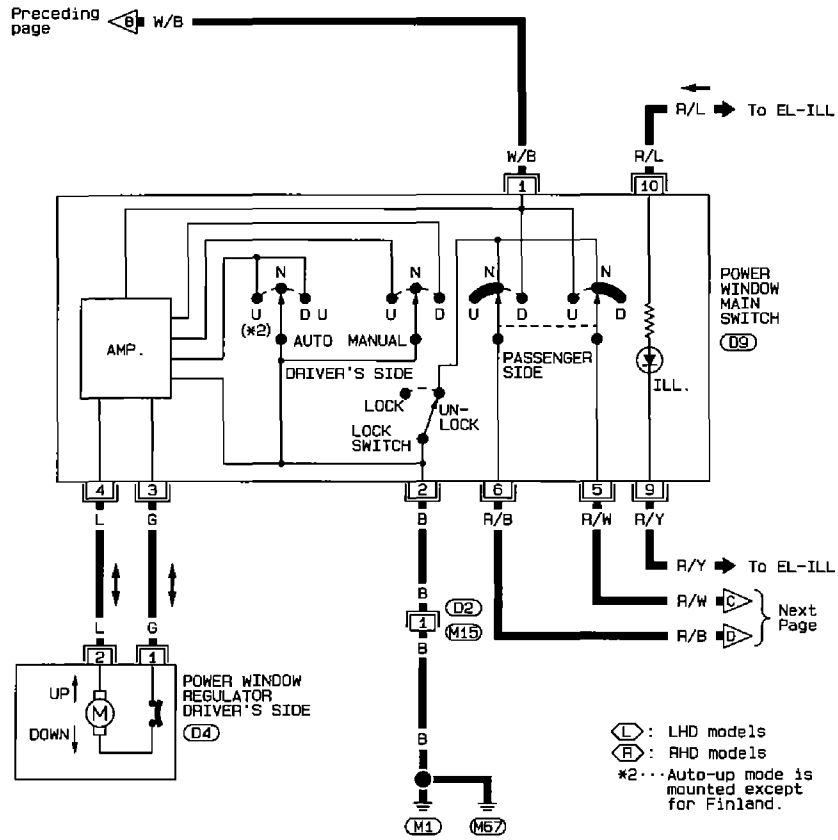 Preceding page
B W/B
R/L To EL-ILL
W/B
R/L
1
10
N
N
N
N
U
D
U
D
U
D
U
D
(*2)
AMP.
AUTO
MANUAL
DRIVER'S SIDE
PASSENGER SIDE
LOCK
UN-LOCK
LOCK SWITCH
ILL.
POWER WINDOW MAIN SWITCH
D9
4
3
2
6
5
9
L
G
B
R/B
R/W
R/Y
R/Y To EL-ILL
R/W C
R/B D
Next Page
B
1
D2
M15
B
L
G
2
1
UP
M
DOWN
POWER WINDOW REGULATOR DRIVER'S SIDE
D4
B
M1
M67
L : LHD models
R : RHD models
*2···Auto-up mode is mounted except for Finland.